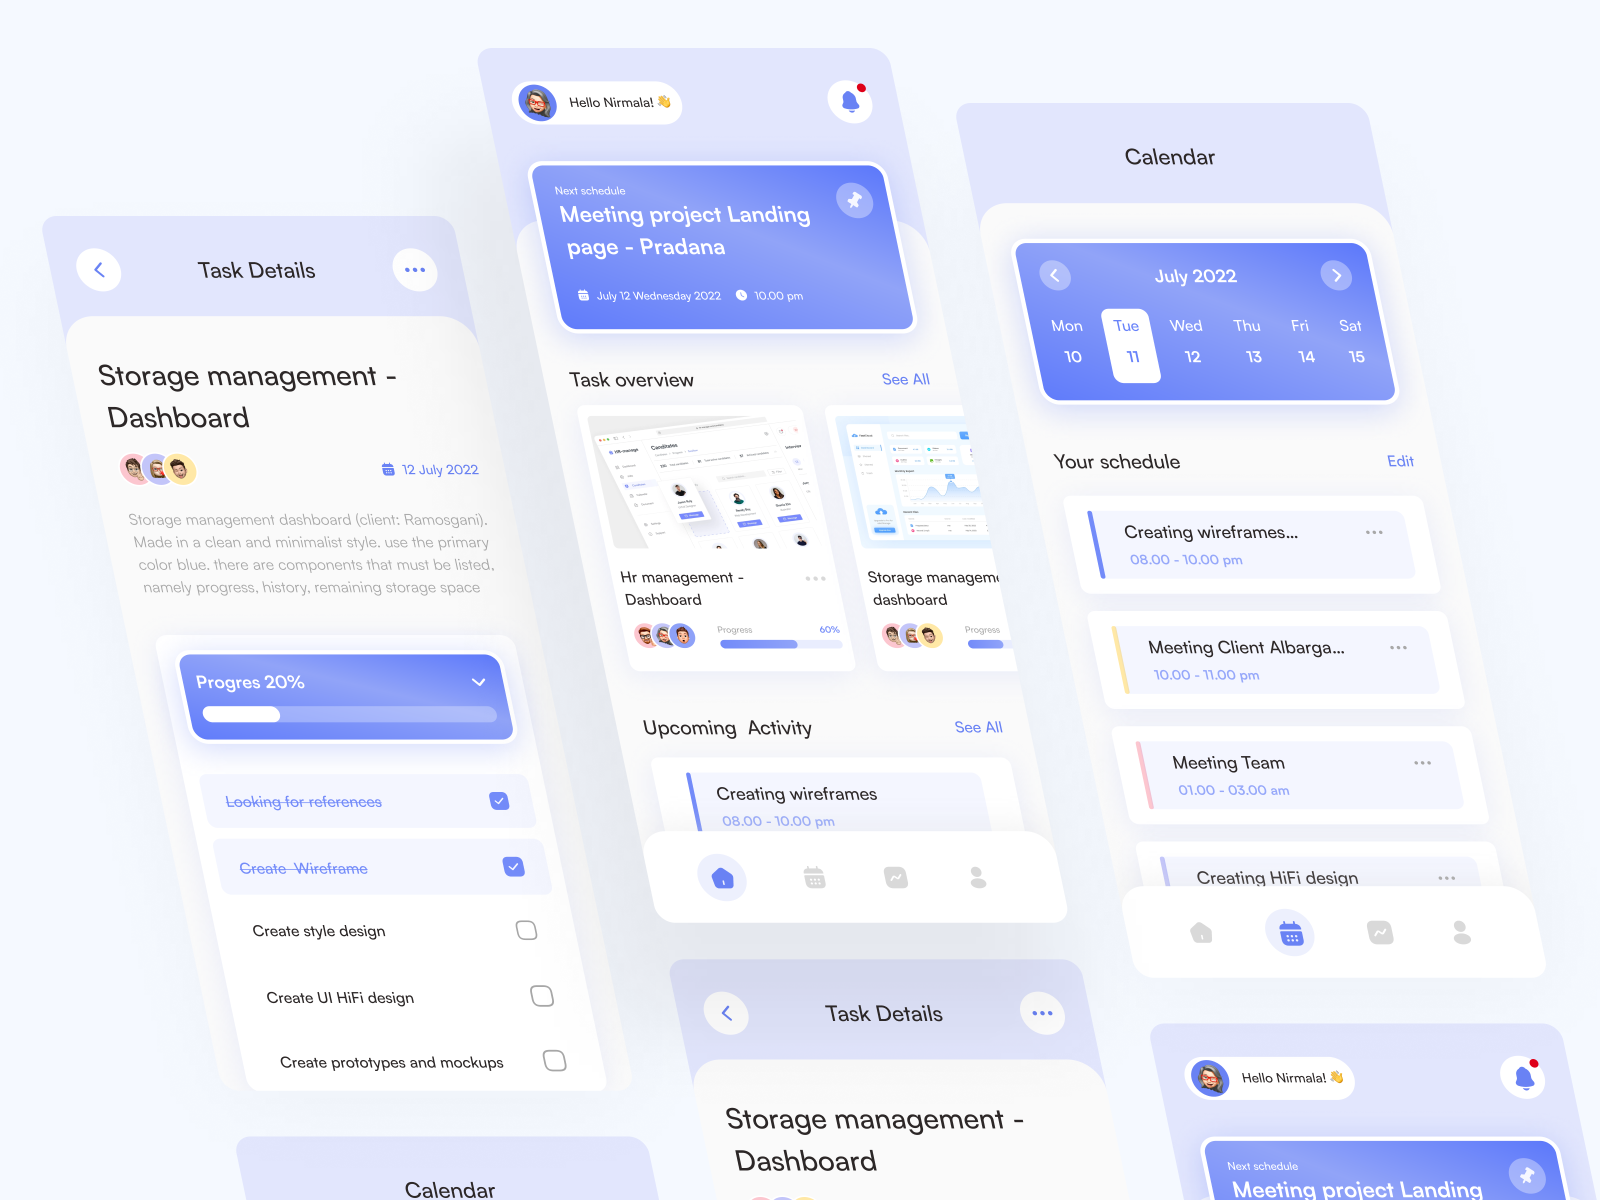 Task Details
Storage management -
Dashboard
12 July 2022
Storage management dashboard (client: Ramosgani).
Made in a clean and minimalist style. use the primary
color blue. there are components that must be listed,
namely progress, history, remaining storage space
Progres 20%
Looking for references
Create Wireframe
Create style design
Create UI HiFi design
Create prototypes and mockups
Calendar
Hello Nirmala! 👋
Next schedule
Meeting project Landing
page - Pradana
July 12 Wednesday 2022
10.00 pm
Task overview
See All
HR-manage
Candidates
Hr management -
Dashboard
Progress
60%
Storage manageme
dashboard
Progress
Upcoming Activity
See All
Creating wireframes
08.00 - 10.00 pm
Task Details
Storage management -
Dashboard
Calendar
July 2022
Mon Tue Wed Thu Fri Sat
10 11 12 13 14 15
Your schedule
Edit
Creating wireframes...
08.00 - 10.00 pm
Meeting Client Albarga...
10.00 - 11.00 pm
Meeting Team
01.00 - 03.00 am
Creating HiFi design
Hello Nirmala! 👋
Next schedule
Meeting project Landing